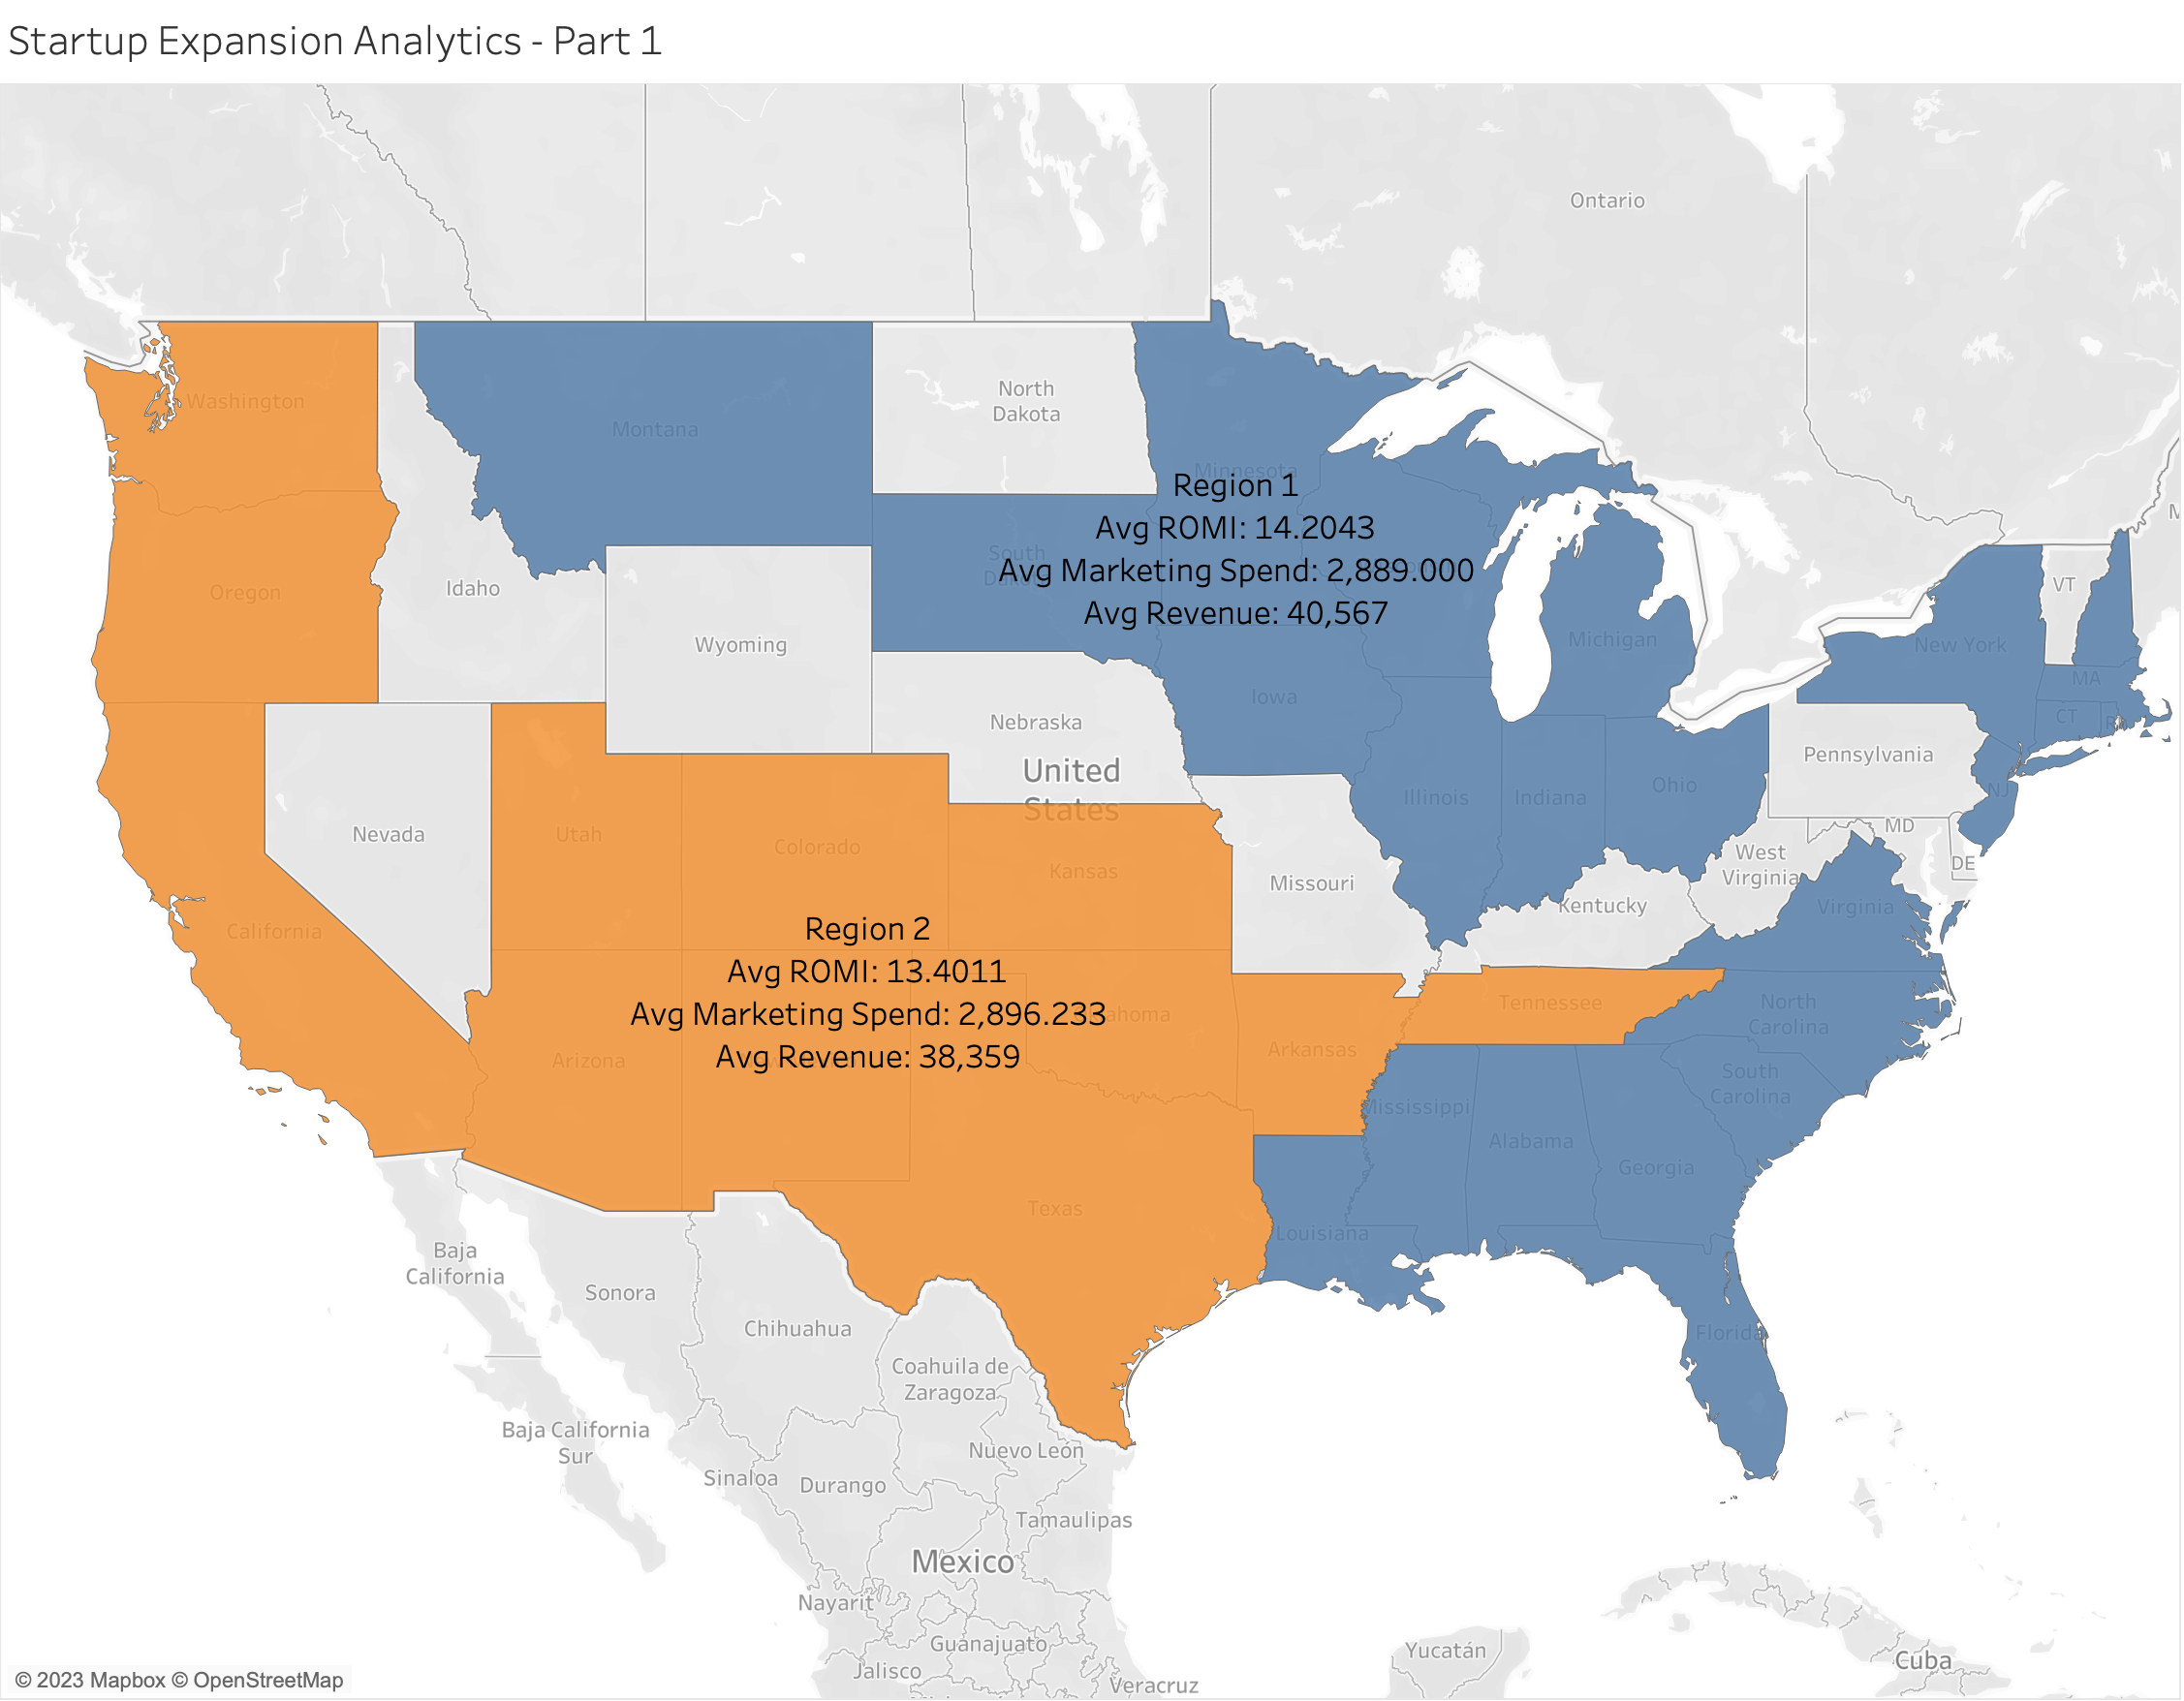 Startup Expansion Analytics - Part 1
Ontario
Washington
Montana
North
Dakota
Minnesota
Region 1
Avg ROMI: 14.2043
Avg Marketing Spend: 2,889.000
Avg Revenue: 40,567
South
Oregon
Idaho
Wyoming
Michigan
New York
VT
MA
CT
Iowa
Nebraska
United
States
Pennsylvania
NJ
Nevada
Utah
Colorado
Kansas
Illinois
Indiana
Ohio
MD
DE
West
Virginia
Missouri
Kentucky
Virginia
California
Region 2
Avg ROMI: 13.4011
Avg Marketing Spend: 2,896.233
Avg Revenue: 38,359
Arizona
Arkansas
Tennessee
North
Carolina
South
Carolina
Mississippi
Alabama
Georgia
Texas
Louisiana
Florida
Baja
California
Sonora
Chihuahua
Coahuila de
Zaragoza
Baja California
Sur
Nuevo León
Sinaloa
Durango
Tamaulipas
Mexico
Nayarit
Guanajuato
Jalisco
Veracruz
Yucatán
Cuba
© 2023 Mapbox © OpenStreetMap